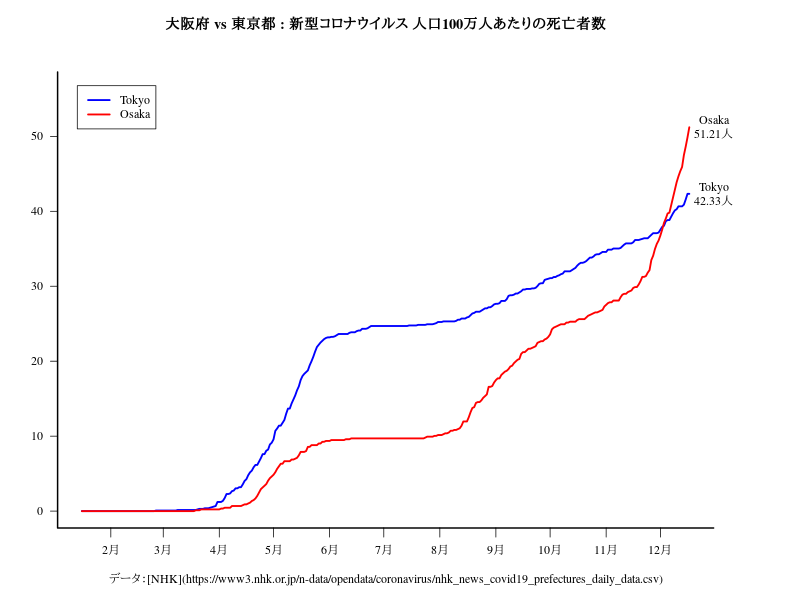 大阪府 vs 東京都 : 新型コロナウイルス 人口100万人あたりの死亡者数
Tokyo
Osaka
Osaka
51.21人
Tokyo
42.33人
50
40
30
20
10
0
2月 3月 4月 5月 6月 7月 8月 9月 10月 11月 12月
データ：[NHK](https://www3.nhk.or.jp/n-data/opendata/coronavirus/nhk_news_covid19_prefectures_daily_data.csv)